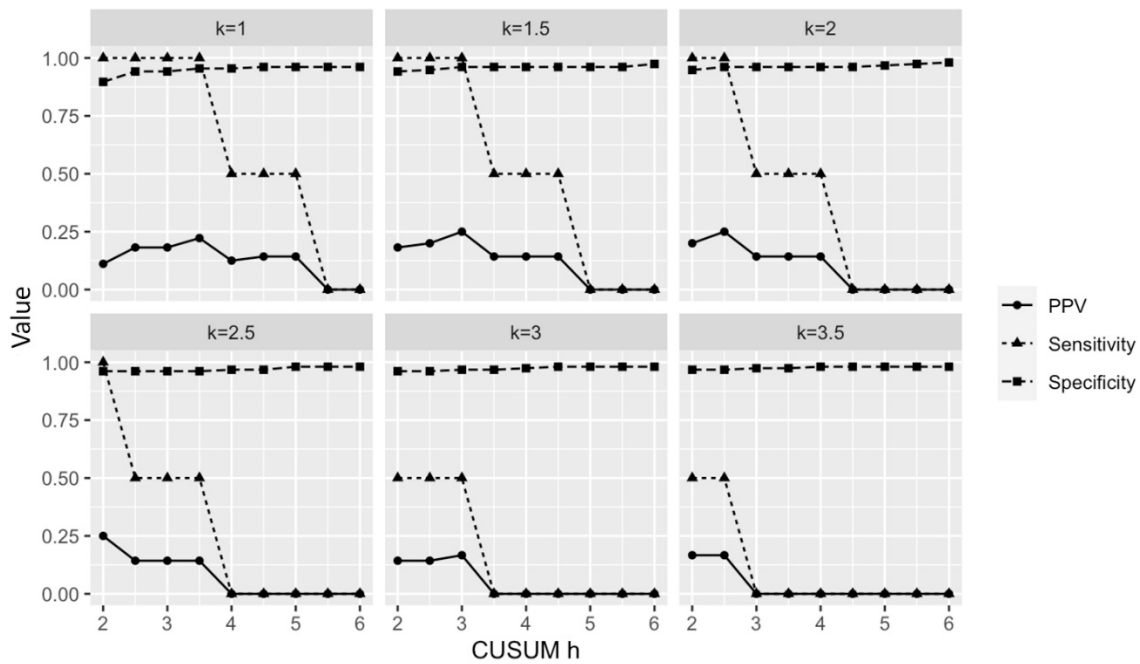 k=1 k=1.5 k=2
1.00
0.75
0.50
0.25
0.00
Value
k=2.5 k=3 k=3.5
1.00
0.75
0.50
0.25
0.00
2 3 4 5 6 2 3 4 5 6 2 3 4 5 6
CUSUM h
PPV
Sensitivity
Specificity